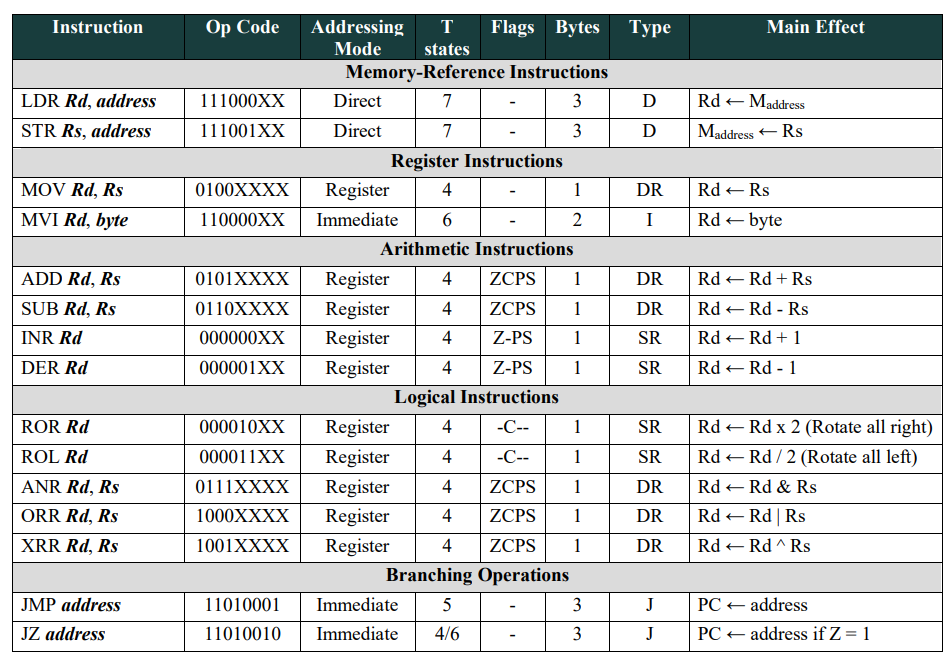 Instruction Op Code Addressing Mode T states Flags Bytes Type Main Effect
Memory-Reference Instructions
LDR Rd, address 111000XX Direct 7 - 3 D Rd ← Maddress
STR Rs, address 111001XX Direct 7 - 3 D Maddress ← Rs
Register Instructions
MOV Rd, Rs 0100XXXX Register 4 - 1 DR Rd ← Rs
MVI Rd, byte 110000XX Immediate 6 - 2 I Rd ← byte
Arithmetic Instructions
ADD Rd, Rs 0101XXXX Register 4 ZCPS 1 DR Rd ← Rd + Rs
SUB Rd, Rs 0110XXXX Register 4 ZCPS 1 DR Rd ← Rd - Rs
INR Rd 000000XX Register 4 Z-PS 1 SR Rd ← Rd + 1
DER Rd 000001XX Register 4 Z-PS 1 SR Rd ← Rd - 1
Logical Instructions
ROR Rd 000010XX Register 4 -C-- 1 SR Rd ← Rd x 2 (Rotate all right)
ROL Rd 000011XX Register 4 -C-- 1 SR Rd ← Rd / 2 (Rotate all left)
ANR Rd, Rs 0111XXXX Register 4 ZCPS 1 DR Rd ← Rd & Rs
ORR Rd, Rs 1000XXXX Register 4 ZCPS 1 DR Rd ← Rd | Rs
XRR Rd, Rs 1001XXXX Register 4 ZCPS 1 DR Rd ← Rd ^ Rs
Branching Operations
JMP address 11010001 Immediate 5 - 3 J PC ← address
JZ address 11010010 Immediate 4/6 - 3 J PC ← address if Z = 1